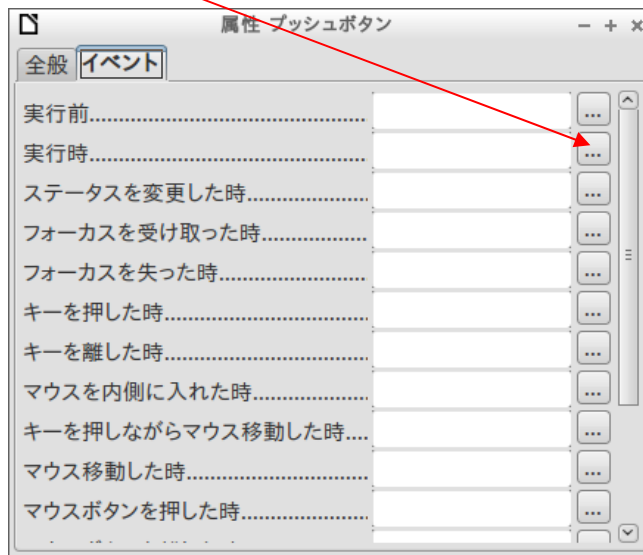 属性 プッシュボタン
全般 イベント
実行前....................................................... ...
実行時....................................................... ...
ステータスを変更した時..................... ...
フォーカスを受け取った時.................. ...
フォーカスを失った時......................... ...
キーを押した時................................... ...
キーを離した時................................... ...
マウスを内側に入れた時..................... ...
キーを押しながらマウス移動した時.... ...
マウス移動した時............................... ...
マウスボタンを押した時...................... ...